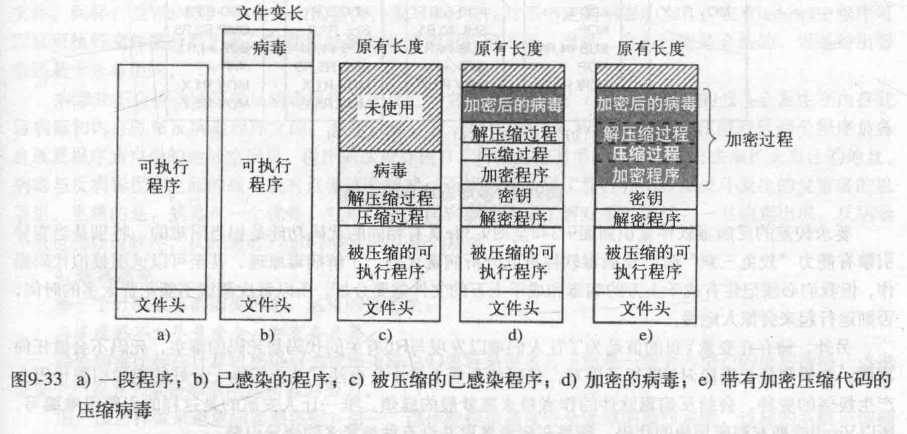 文件变长
病毒
可执行
程序
文件头
a)
可执行
程序
文件头
b)
原有长度
未使用
病毒
解压缩过程
压缩过程
被压缩的可
执行程序
文件头
c)
原有长度
加密后的病毒
解压缩过程
压缩过程
加密程序
密钥
解密程序
被压缩的可
执行程序
文件头
d)
原有长度
加密后的病毒
解压缩过程
压缩过程
加密程序
加密过程
密钥
解密程序
被压缩的可
执行程序
文件头
e)
图9-33 a) 一段程序；b) 已感染的程序；c) 被压缩的已感染程序；d) 加密的病毒；e) 带有加密压缩代码的
压缩病毒